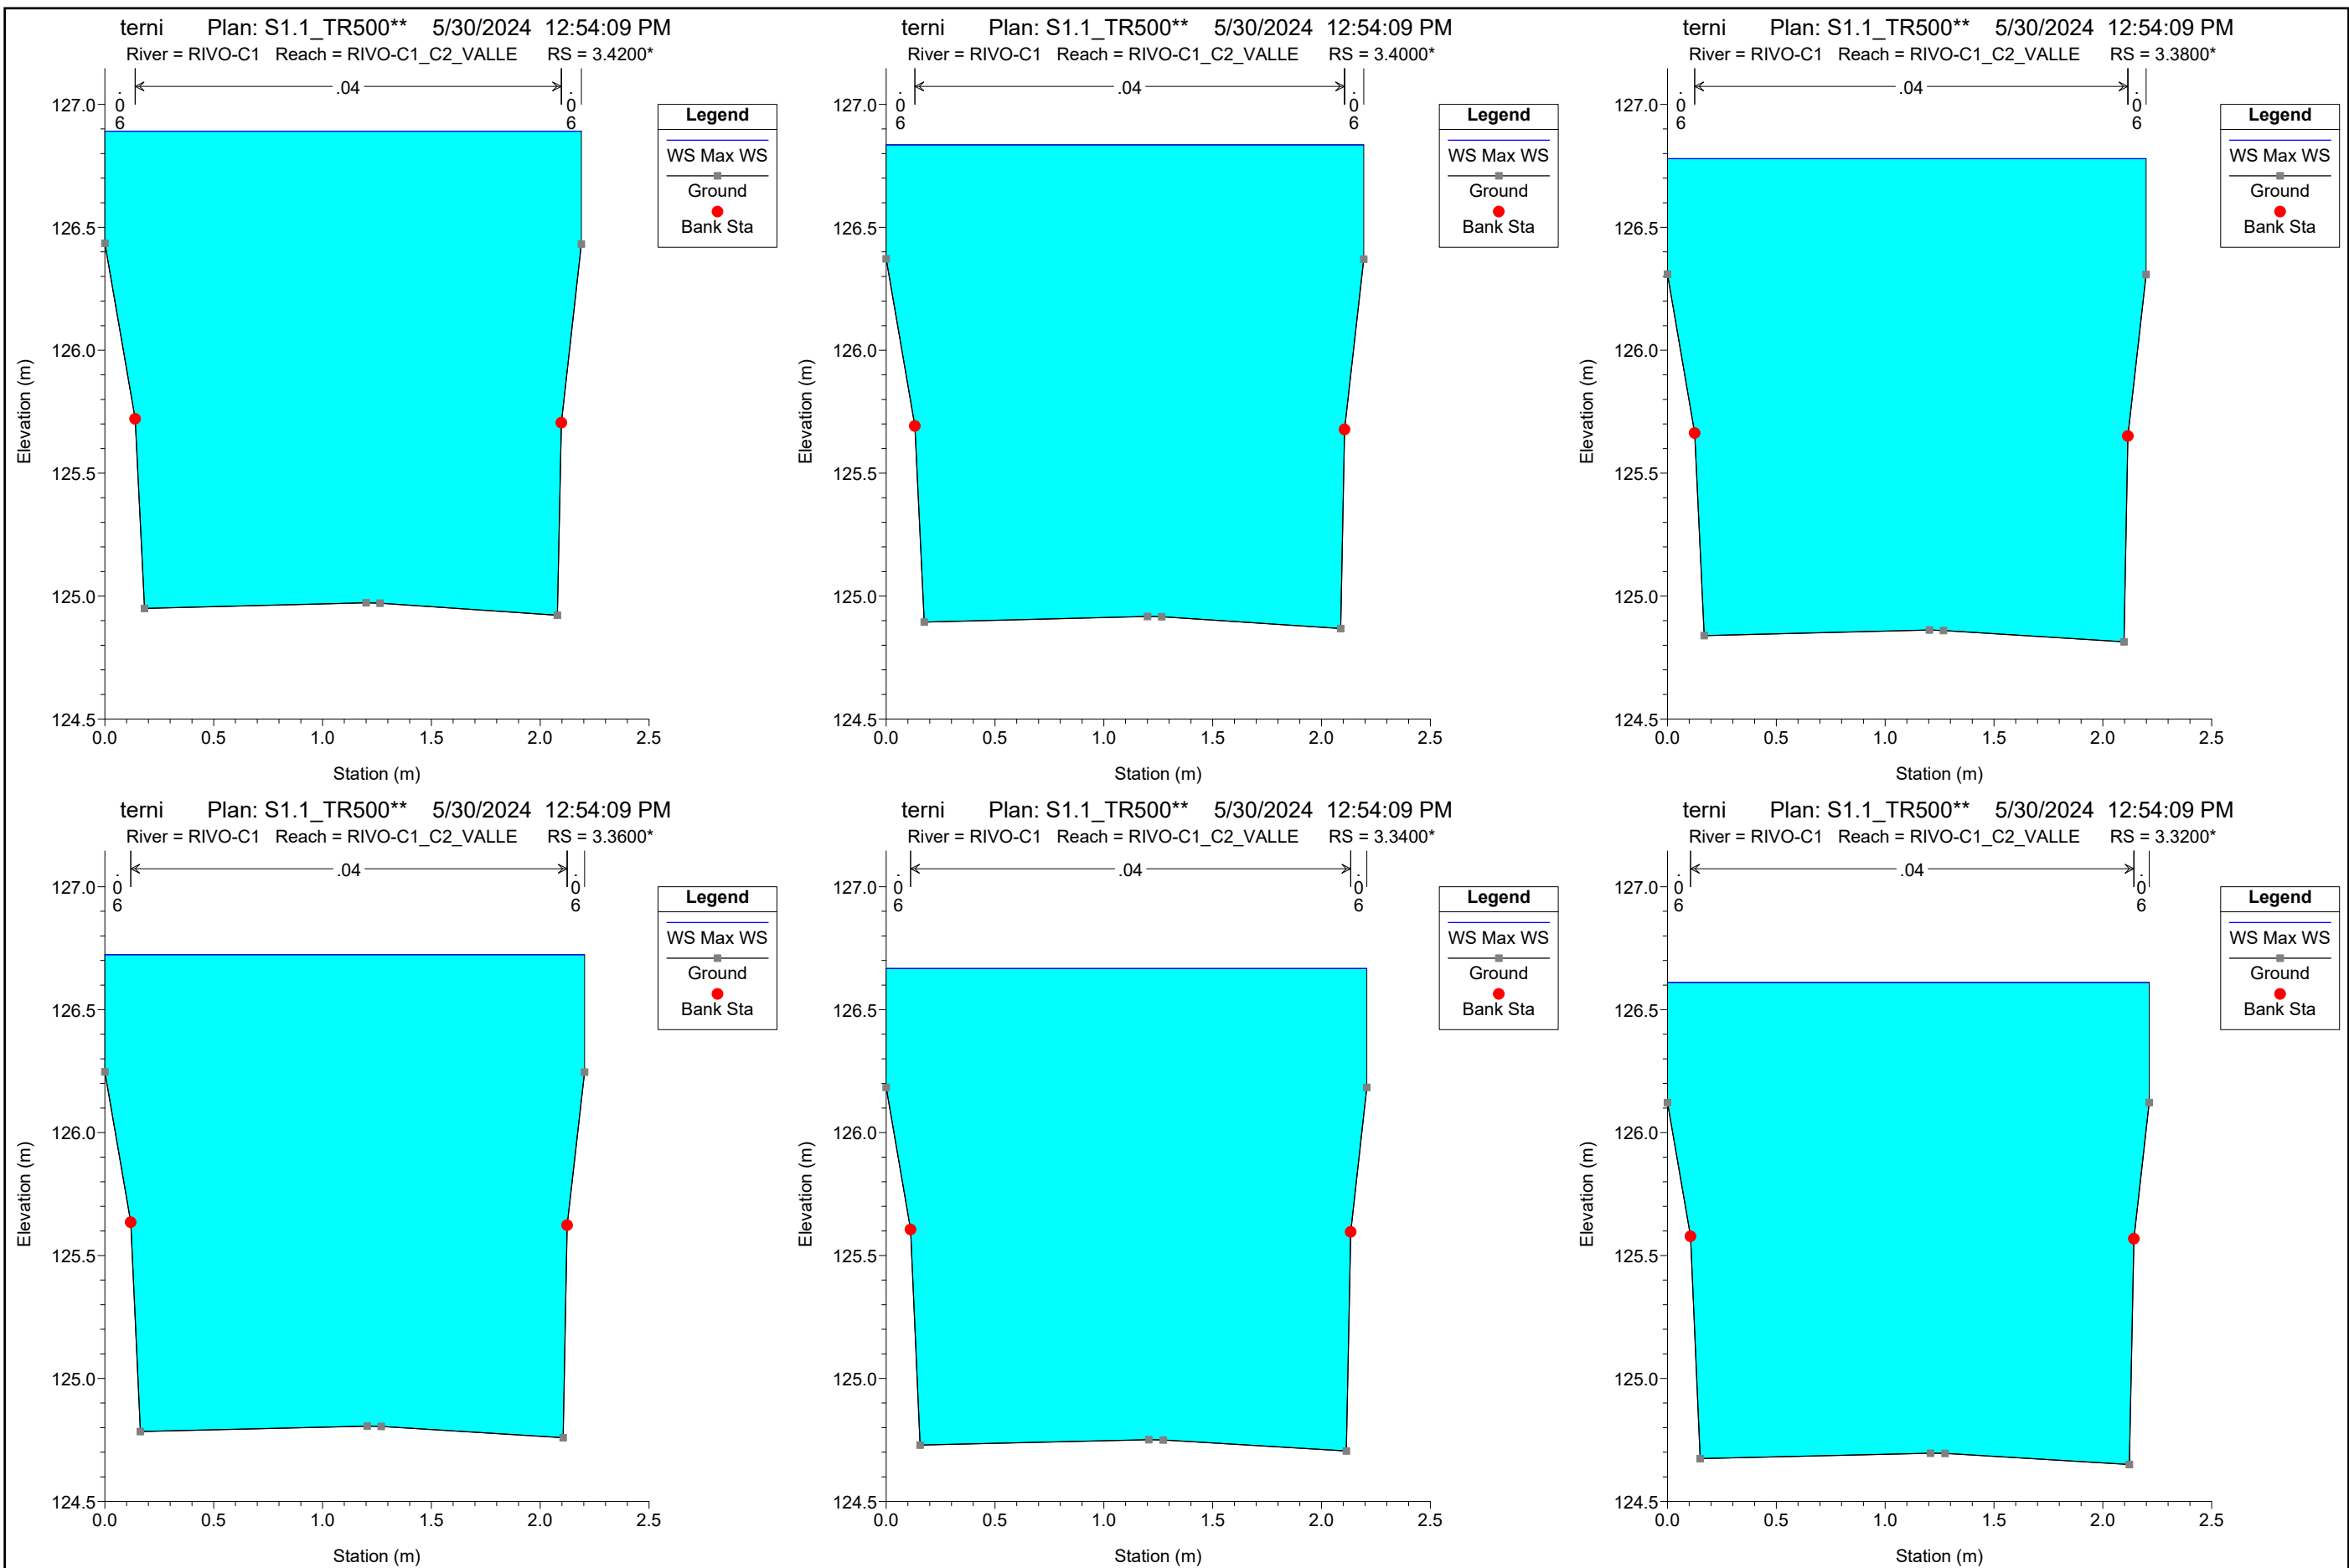 terni Plan: S1.1_TR500** 5/30/2024 12:54:09 PM
River = RIVO-C1 Reach = RIVO-C1_C2_VALLE RS = 3.4200*
.06 .04 .06
127.0
126.5
126.0
125.5
125.0
124.5
0.0 0.5 1.0 1.5 2.0 2.5
Elevation (m)
Station (m)
Legend
WS Max WS
Ground
Bank Sta
terni Plan: S1.1_TR500** 5/30/2024 12:54:09 PM
River = RIVO-C1 Reach = RIVO-C1_C2_VALLE RS = 3.4000*
.06 .04 .06
127.0
126.5
126.0
125.5
125.0
124.5
0.0 0.5 1.0 1.5 2.0 2.5
Elevation (m)
Station (m)
Legend
WS Max WS
Ground
Bank Sta
terni Plan: S1.1_TR500** 5/30/2024 12:54:09 PM
River = RIVO-C1 Reach = RIVO-C1_C2_VALLE RS = 3.3800*
.06 .04 .06
127.0
126.5
126.0
125.5
125.0
124.5
0.0 0.5 1.0 1.5 2.0 2.5
Elevation (m)
Station (m)
Legend
WS Max WS
Ground
Bank Sta
terni Plan: S1.1_TR500** 5/30/2024 12:54:09 PM
River = RIVO-C1 Reach = RIVO-C1_C2_VALLE RS = 3.3600*
.06 .04 .06
127.0
126.5
126.0
125.5
125.0
124.5
0.0 0.5 1.0 1.5 2.0 2.5
Elevation (m)
Station (m)
Legend
WS Max WS
Ground
Bank Sta
terni Plan: S1.1_TR500** 5/30/2024 12:54:09 PM
River = RIVO-C1 Reach = RIVO-C1_C2_VALLE RS = 3.3400*
.06 .04 .06
127.0
126.5
126.0
125.5
125.0
124.5
0.0 0.5 1.0 1.5 2.0 2.5
Elevation (m)
Station (m)
Legend
WS Max WS
Ground
Bank Sta
terni Plan: S1.1_TR500** 5/30/2024 12:54:09 PM
River = RIVO-C1 Reach = RIVO-C1_C2_VALLE RS = 3.3200*
.06 .04 .06
127.0
126.5
126.0
125.5
125.0
124.5
0.0 0.5 1.0 1.5 2.0 2.5
Elevation (m)
Station (m)
Legend
WS Max WS
Ground
Bank Sta